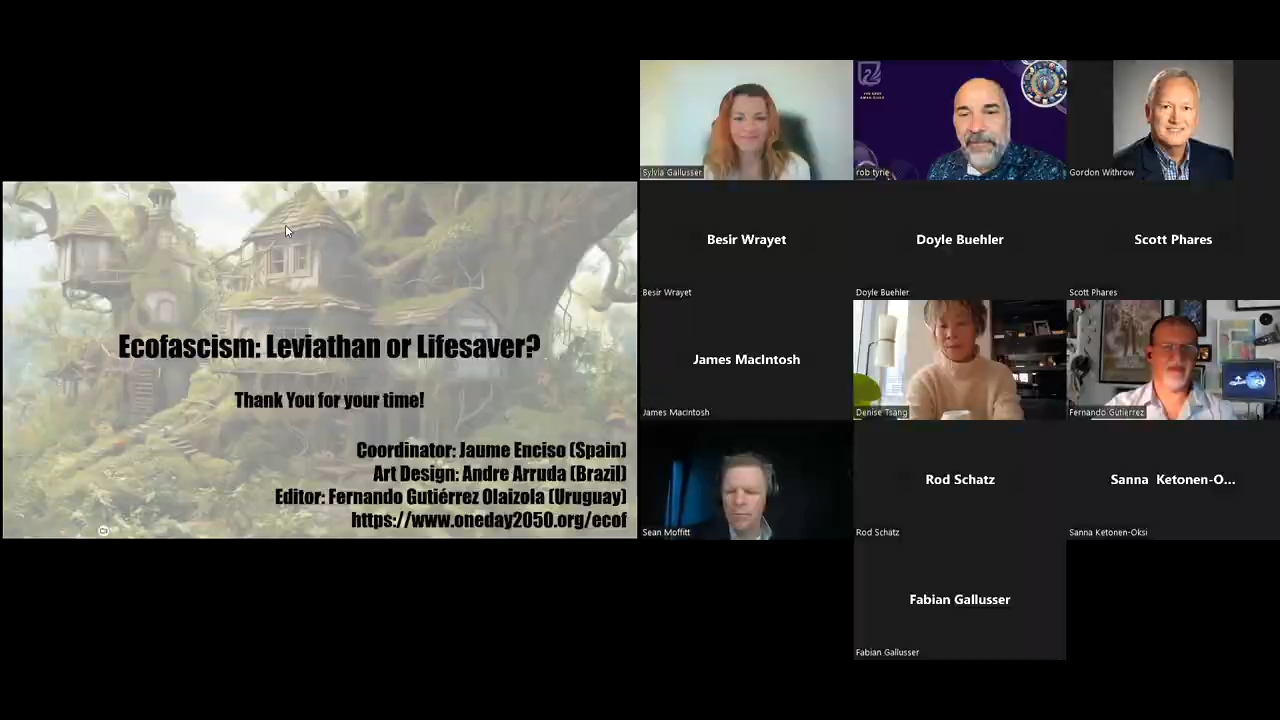 Ecofascism: Leviathan or Lifesaver?
Thank You for your time!
Coordinator: Jaume Enciso (Spain)
Art Design: Andre Arruda (Brazil)
Editor: Fernando Gutiérrez Olaizola (Uruguay)
https://www.oneday2050.org/ecof
Sylvia Gallusser
rob tyrie
Gordon Withrow
Besir Wrayet
Besir Wrayet
Doyle Buehler
Doyle Buehler
Scott Phares
Scott Phares
James MacIntosh
James MacIntosh
Denise Tsang
Fernando Gutierrez
Sean Moffitt
Rod Schatz
Rod Schatz
Sanna Ketonen-O...
Sanna Ketonen-Oksi
Fabian Gallusser
Fabian Gallusser